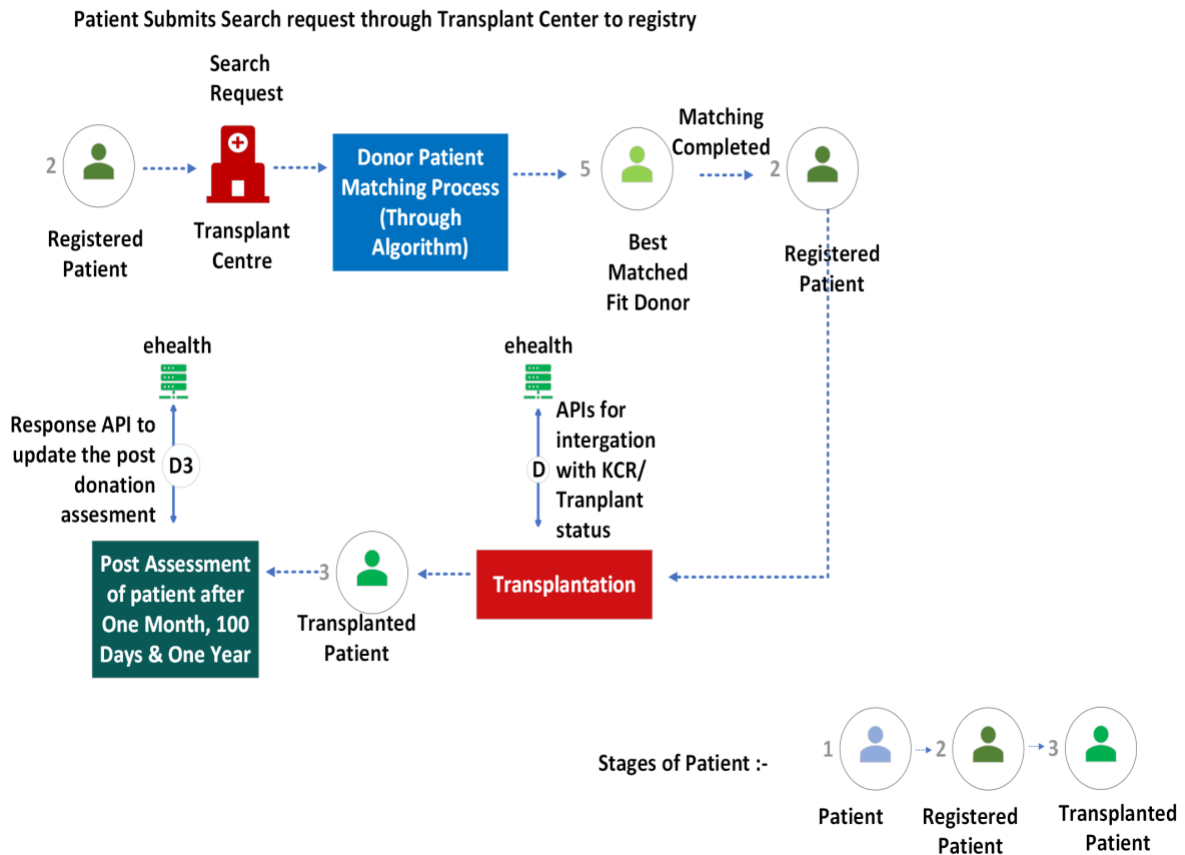 Patient Submits Search request through Transplant Center to registry
Search
Request
2
Registered
Patient
Transplant
Centre
Donor Patient
Matching Process
(Through
Algorithm)
5
Best
Matched
Fit Donor
Matching
Completed
2
Registered
Patient
ehealth
Response API to
update the post
donation
assesment
D3
ehealth
APIs for
intergation
with KCR/
Tranplant
status
D
Post Assessment
of patient after
One Month, 100
Days & One Year
3
Transplanted
Patient
Transplantation
Stages of Patient :-
1
Patient
2
Registered
Patient
3
Transplanted
Patient